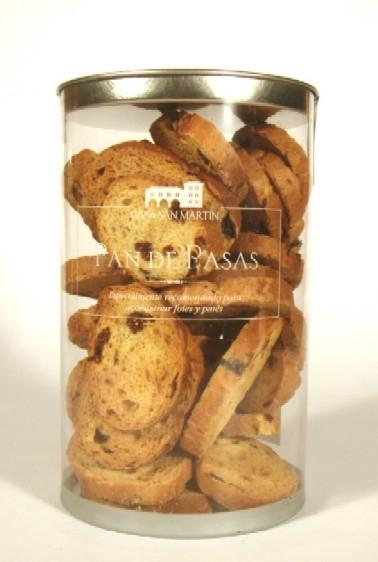 CASA SAN MARTÍN
PAN DE PASAS
Especialmente recomendado para
acompañar foies y patés